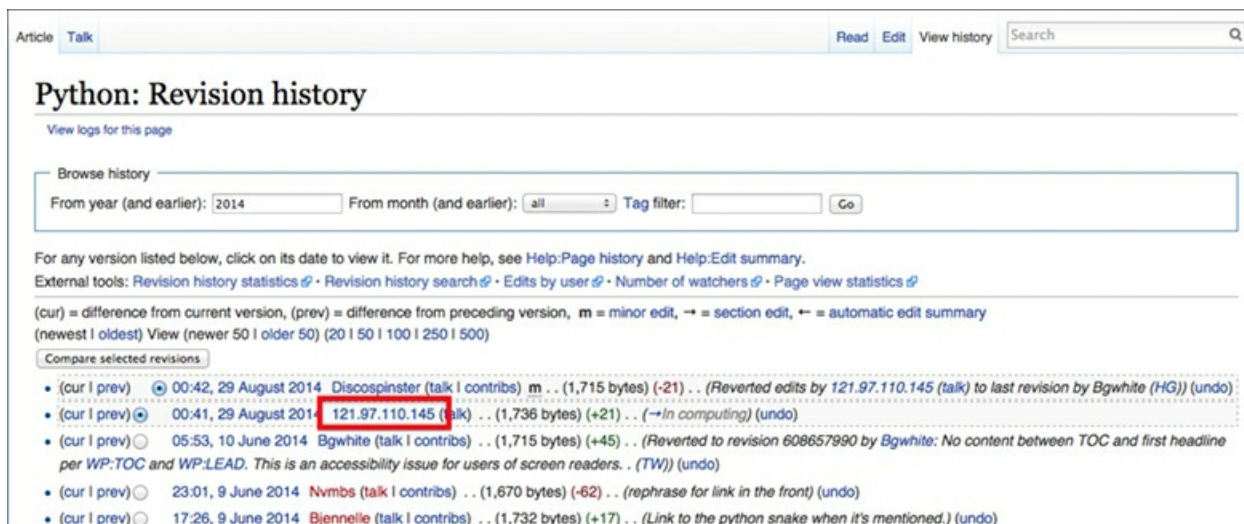 Article Talk Read Edit View history Search
Python: Revision history
View logs for this page
Browse history
From year (and earlier): 2014 From month (and earlier): all Tag filter: Go
For any version listed below, click on its date to view it. For more help, see Help:Page history and Help:Edit summary.
External tools: Revision history statistics · Revision history search · Edits by user · Number of watchers · Page view statistics
(cur) = difference from current version, (prev) = difference from preceding version, m = minor edit, → = section edit, ← = automatic edit summary
(newest | oldest) View (newer 50 | older 50) (20 | 50 | 100 | 250 | 500)
Compare selected revisions
• (cur | prev) 00:42, 29 August 2014 Discospinster (talk | contribs) m . . (1,715 bytes) (-21) . . (Reverted edits by 121.97.110.145 (talk) to last revision by Bgwhite (HG)) (undo)
• (cur | prev) 00:41, 29 August 2014 121.97.110.145 (talk) . . (1,736 bytes) (+21) . . (→In computing) (undo)
• (cur | prev) 05:53, 10 June 2014 Bgwhite (talk | contribs) . . (1,715 bytes) (+45) . . (Reverted to revision 608657990 by Bgwhite: No content between TOC and first headline
per WP:TOC and WP:LEAD. This is an accessibility issue for users of screen readers. . (TW)) (undo)
• (cur | prev) 23:01, 9 June 2014 Nvmbs (talk | contribs) . . (1,670 bytes) (-62) . . (rephrase for link in the front) (undo)
• (cur | prev) 17:26, 9 June 2014 Biennelle (talk | contribs) . . (1,732 bytes) (+17) . . (Link to the python snake when it's mentioned.) (undo)